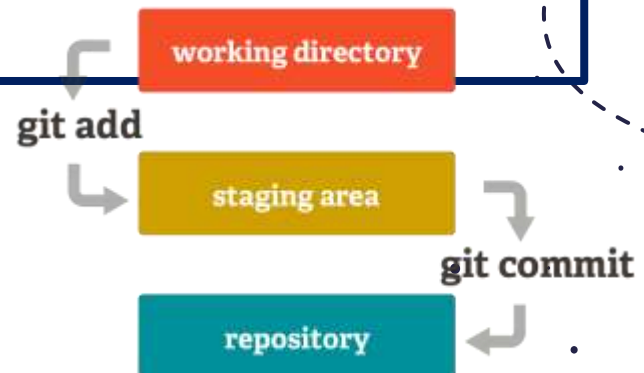 working directory
git add
staging area
git commit
repository